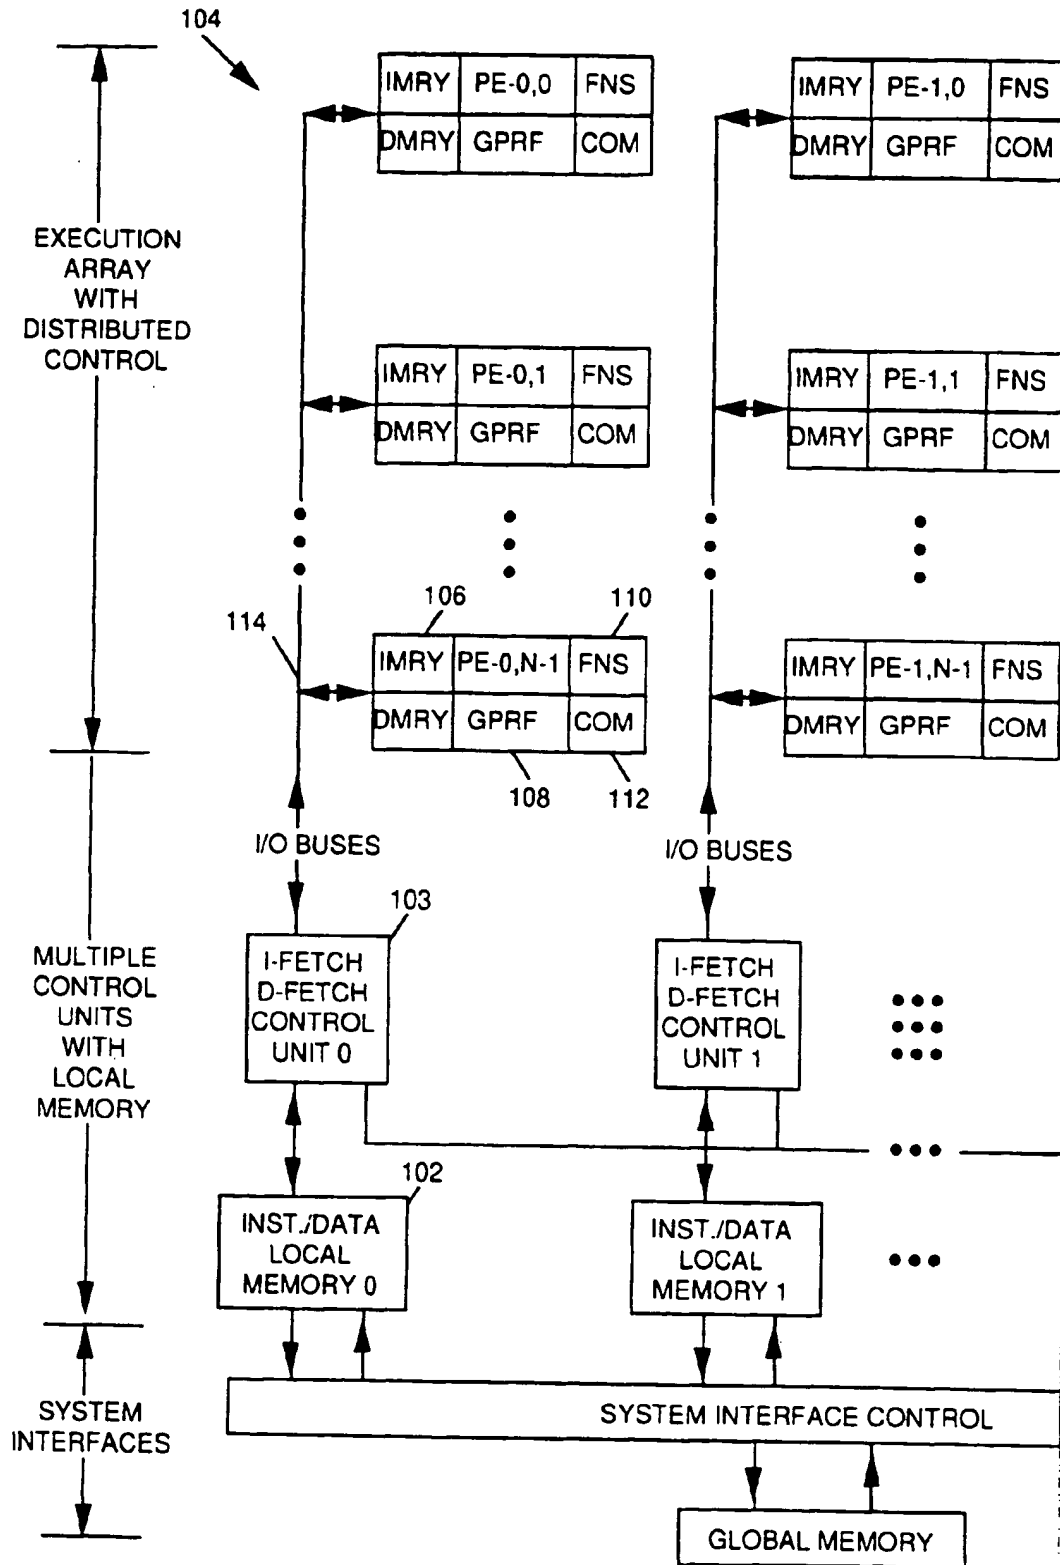 104
IMRY PE-0,0 FNS
DMRY GPRF COM
IMRY PE-1,0 FNS
DMRY GPRF COM
EXECUTION
ARRAY
WITH
DISTRIBUTED
CONTROL
IMRY PE-0,1 FNS
DMRY GPRF COM
IMRY PE-1,1 FNS
DMRY GPRF COM
106
110
114
IMRY PE-0,N-1 FNS
DMRY GPRF COM
108
112
IMRY PE-1,N-1 FNS
DMRY GPRF COM
I/O BUSES
I/O BUSES
MULTIPLE
CONTROL
UNITS
WITH
LOCAL
MEMORY
103
I-FETCH
D-FETCH
CONTROL
UNIT 0
I-FETCH
D-FETCH
CONTROL
UNIT 1
102
INST./DATA
LOCAL
MEMORY 0
INST./DATA
LOCAL
MEMORY 1
SYSTEM
INTERFACES
SYSTEM INTERFACE CONTROL
GLOBAL MEMORY